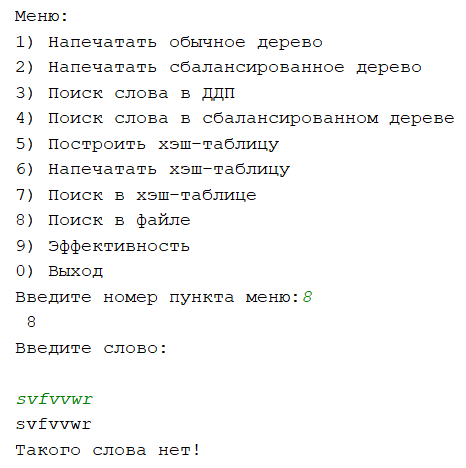 Меню:
1) Напечатать обычное дерево
2) Напечатать сбалансированное дерево
3) Поиск слова в ДДП
4) Поиск слова в сбалансированном дереве
5) Построить хэш-таблицу
6) Напечатать хэш-таблицу
7) Поиск в хэш-таблице
8) Поиск в файле
9) Эффективность
0) Выход
Введите номер пункта меню:8
8
Введите слово:
svfvvwr
svfvvwr
Такого слова нет!